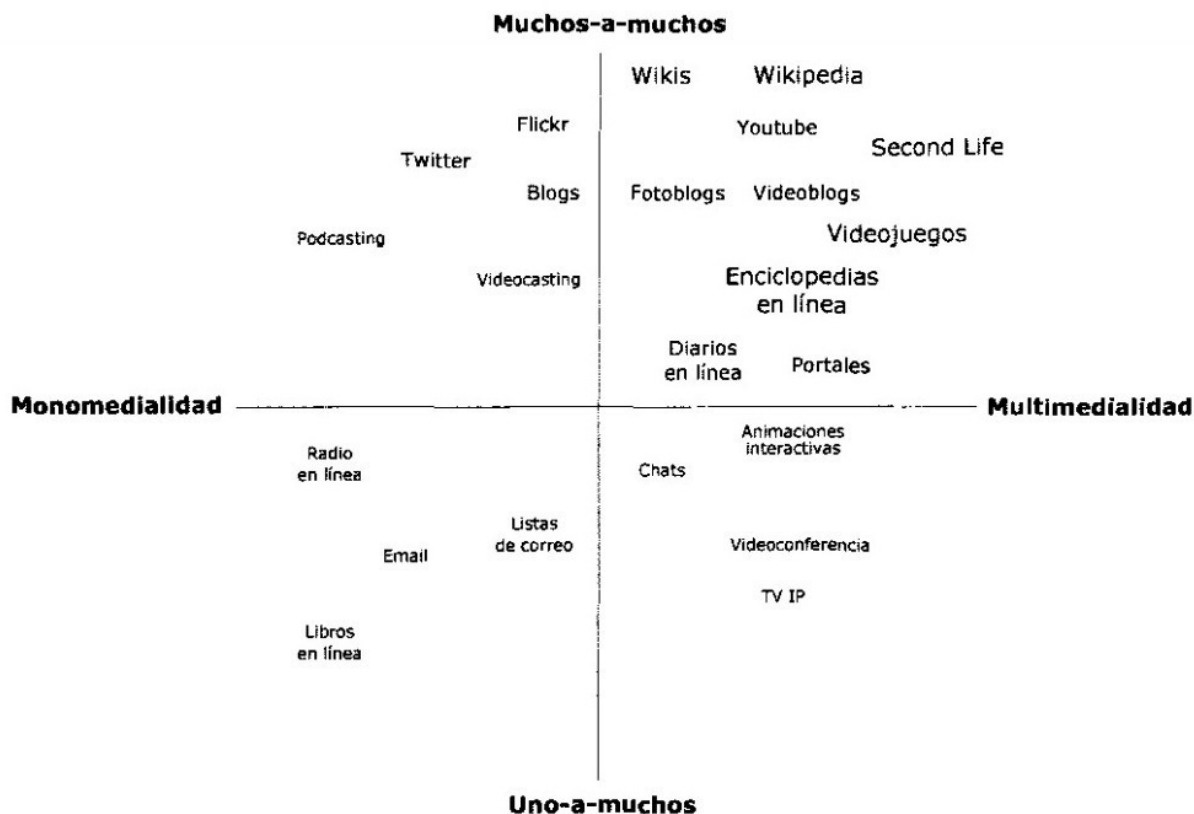 Muchos-a-muchos
Wikis Wikipedia
Flickr Youtube
Twitter Second Life
Blogs Fotoblogs Videoblogs
Podcasting Videojuegos
Videocasting Enciclopedias
en línea
Diarios
en línea Portales
Monomedialidad Multimedialidad
Animaciones
interactivas
Radio
en línea Chats
Listas
de correo Videoconferencia
Email
TV IP
Libros
en línea
Uno-a-muchos